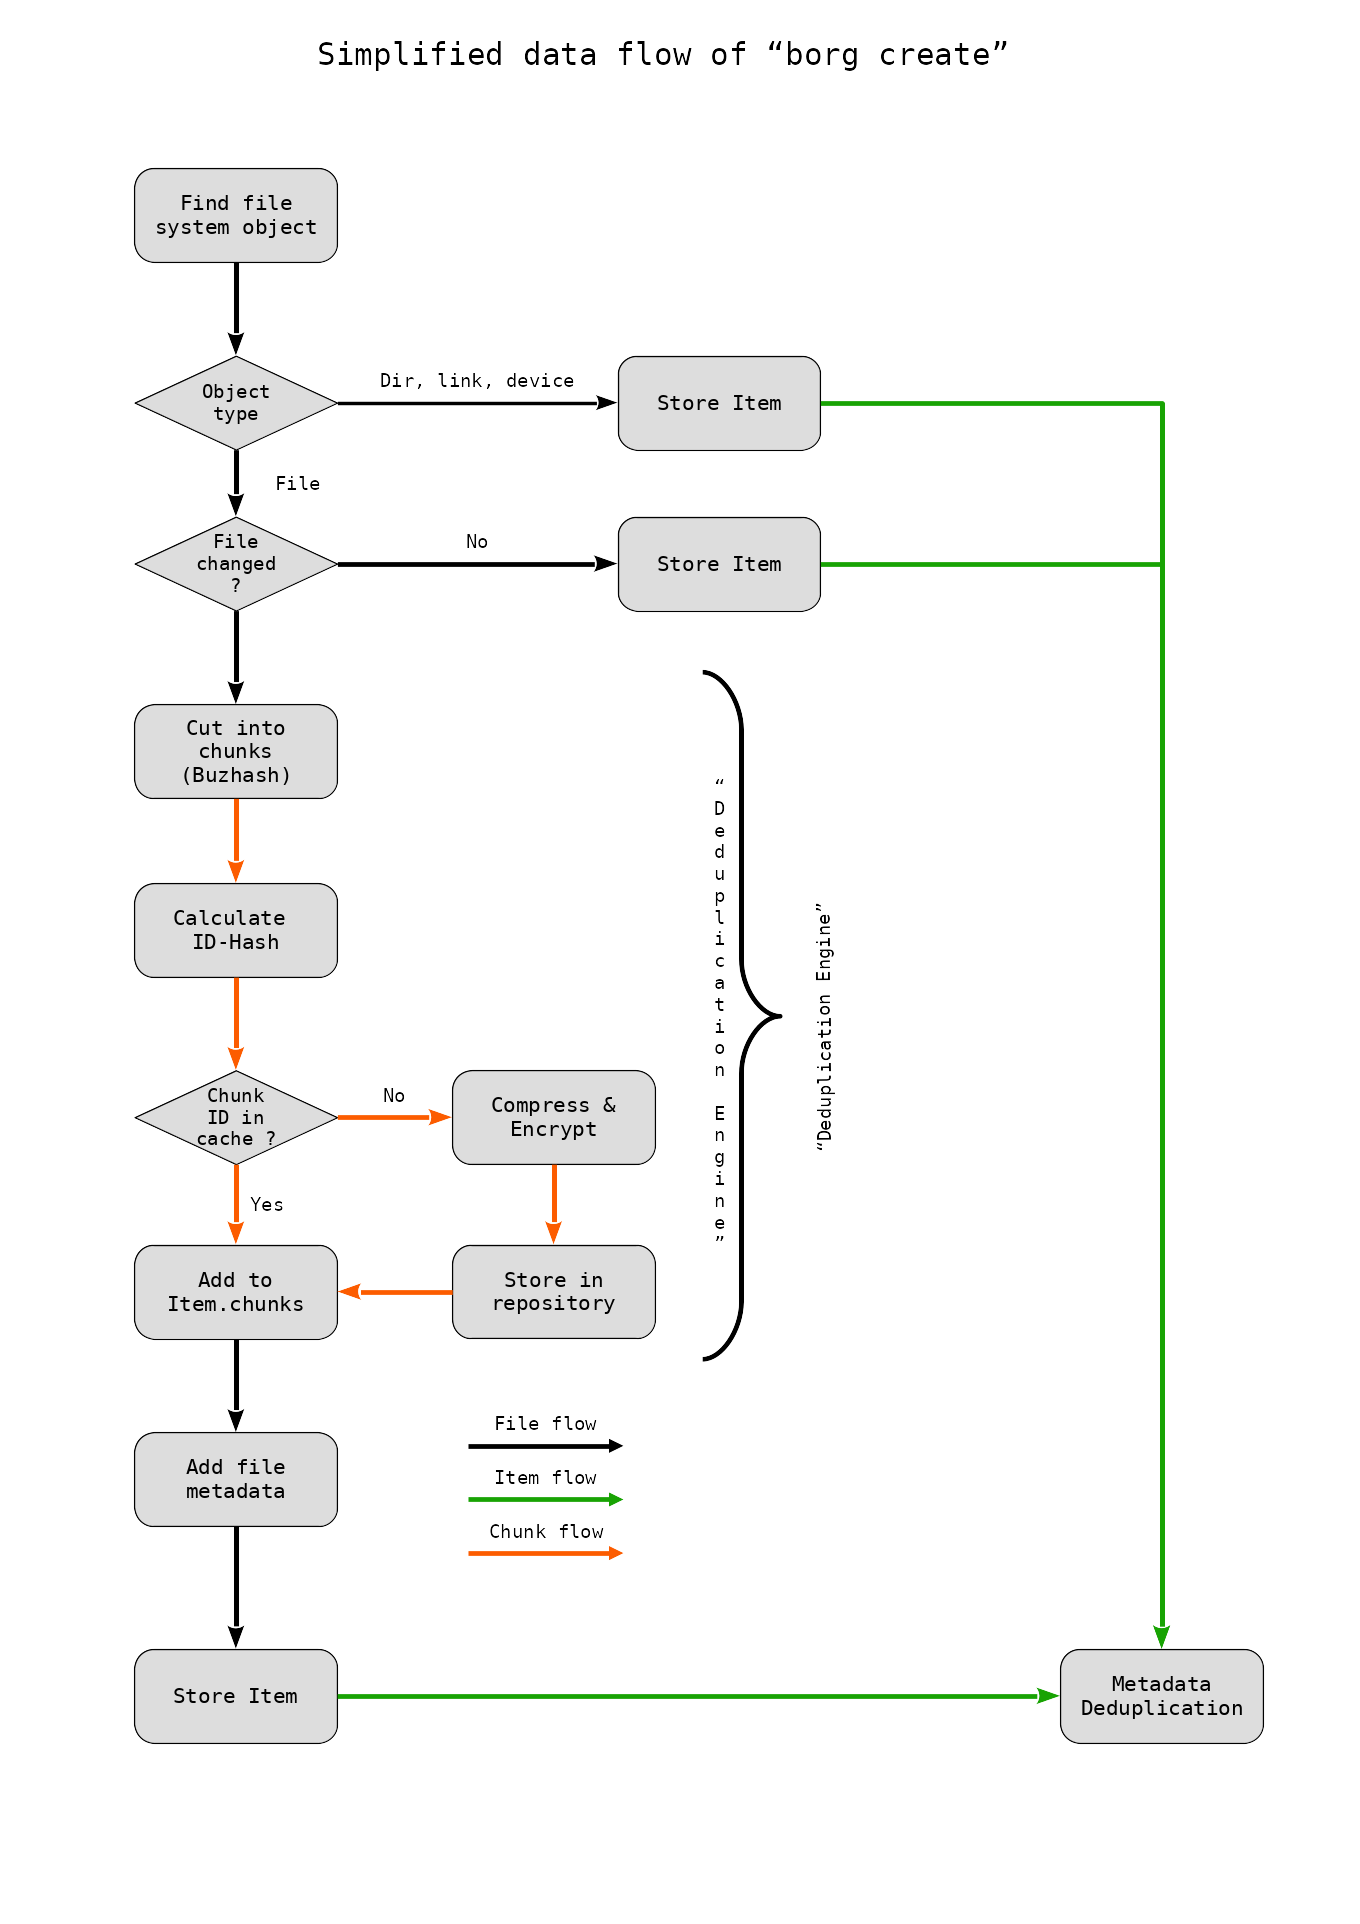 Simplified data flow of “borg create”
Find file
system object
Object
type
Dir, link, device
Store Item
File
File
changed
?
No
Store Item
Cut into
chunks
(Buzhash)
Calculate
ID-Hash
Chunk
ID in
cache ?
No
Compress &
Encrypt
Yes
Add to
Item.chunks
Store in
repository
“Deduplication Engine”
“Deduplication Engine”
Add file
metadata
File flow
Item flow
Chunk flow
Store Item
Metadata
Deduplication